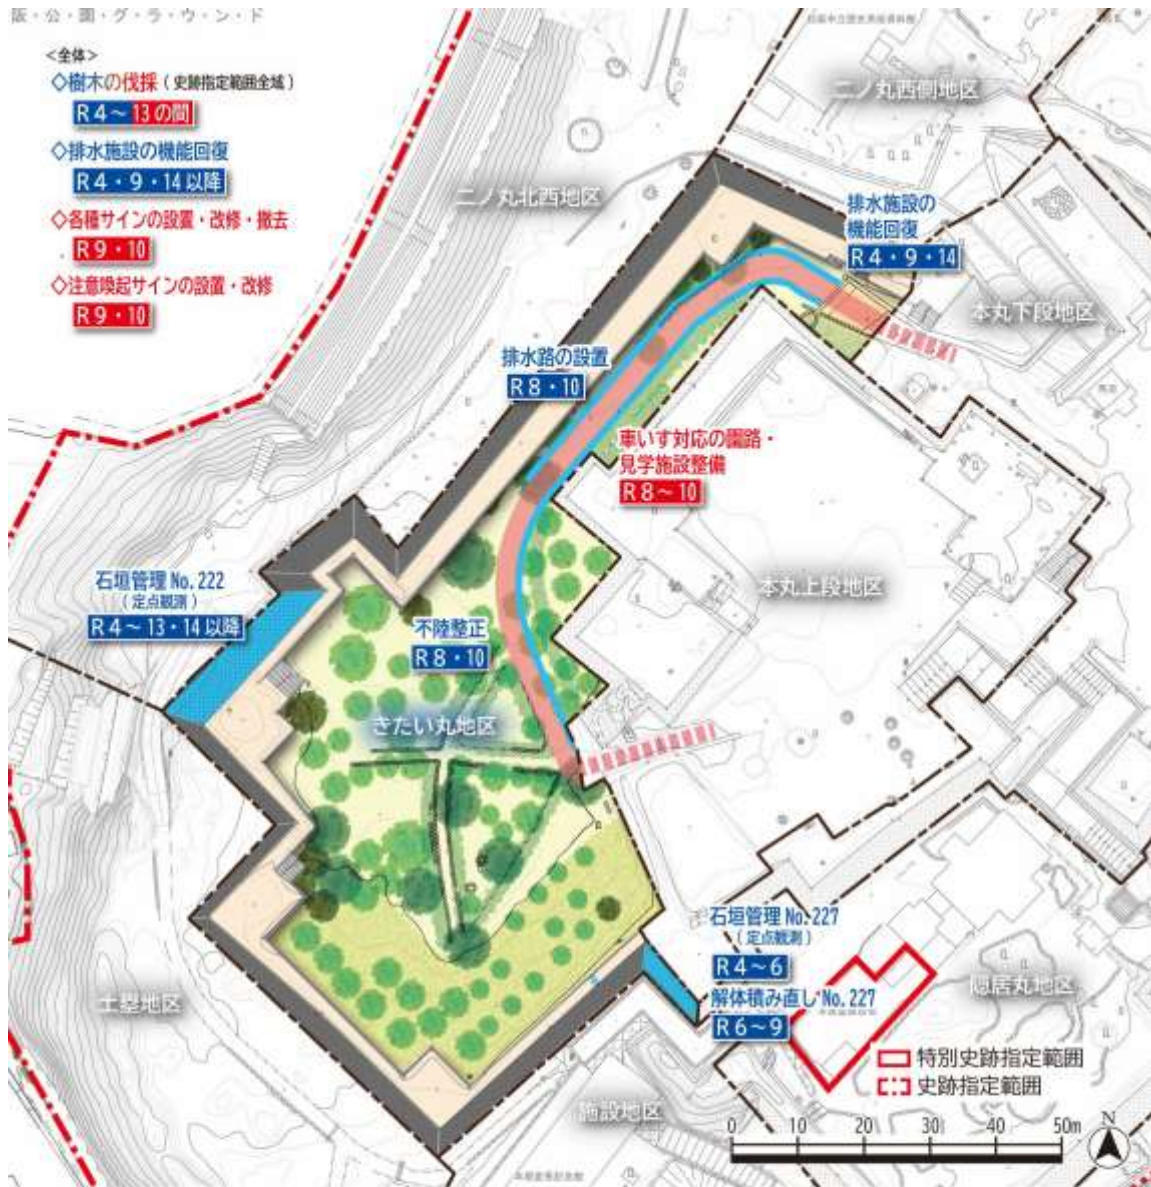 阪・公・園・グ・ラ・ウ・ン・ド
<全体>
◇樹木の伐採（史跡指定範囲全域）
R4～13の間
◇排水施設の機能回復
R4・9・14以降
◇各種サインの設置・改修・撤去
R9・10
◇注意喚起サインの設置・改修
R9・10
二ノ丸西側地区
二ノ丸北西地区
排水施設の
機能回復
R4・9・14
本丸下段地区
排水路の設置
R8・10
車いす対応の園路・
見学施設整備
R8～10
石垣管理No.222
（定点観測）
R4～13・14以降
本丸上段地区
不陸整正
R8・10
きたい丸地区
石垣管理No.227
（定点観測）
R4～6
解体積み直しNo.227
R6～9
隠居丸地区
土塁地区
特別史跡指定範囲
史跡指定範囲
施設地区
0 10 20 30 40 50m
N